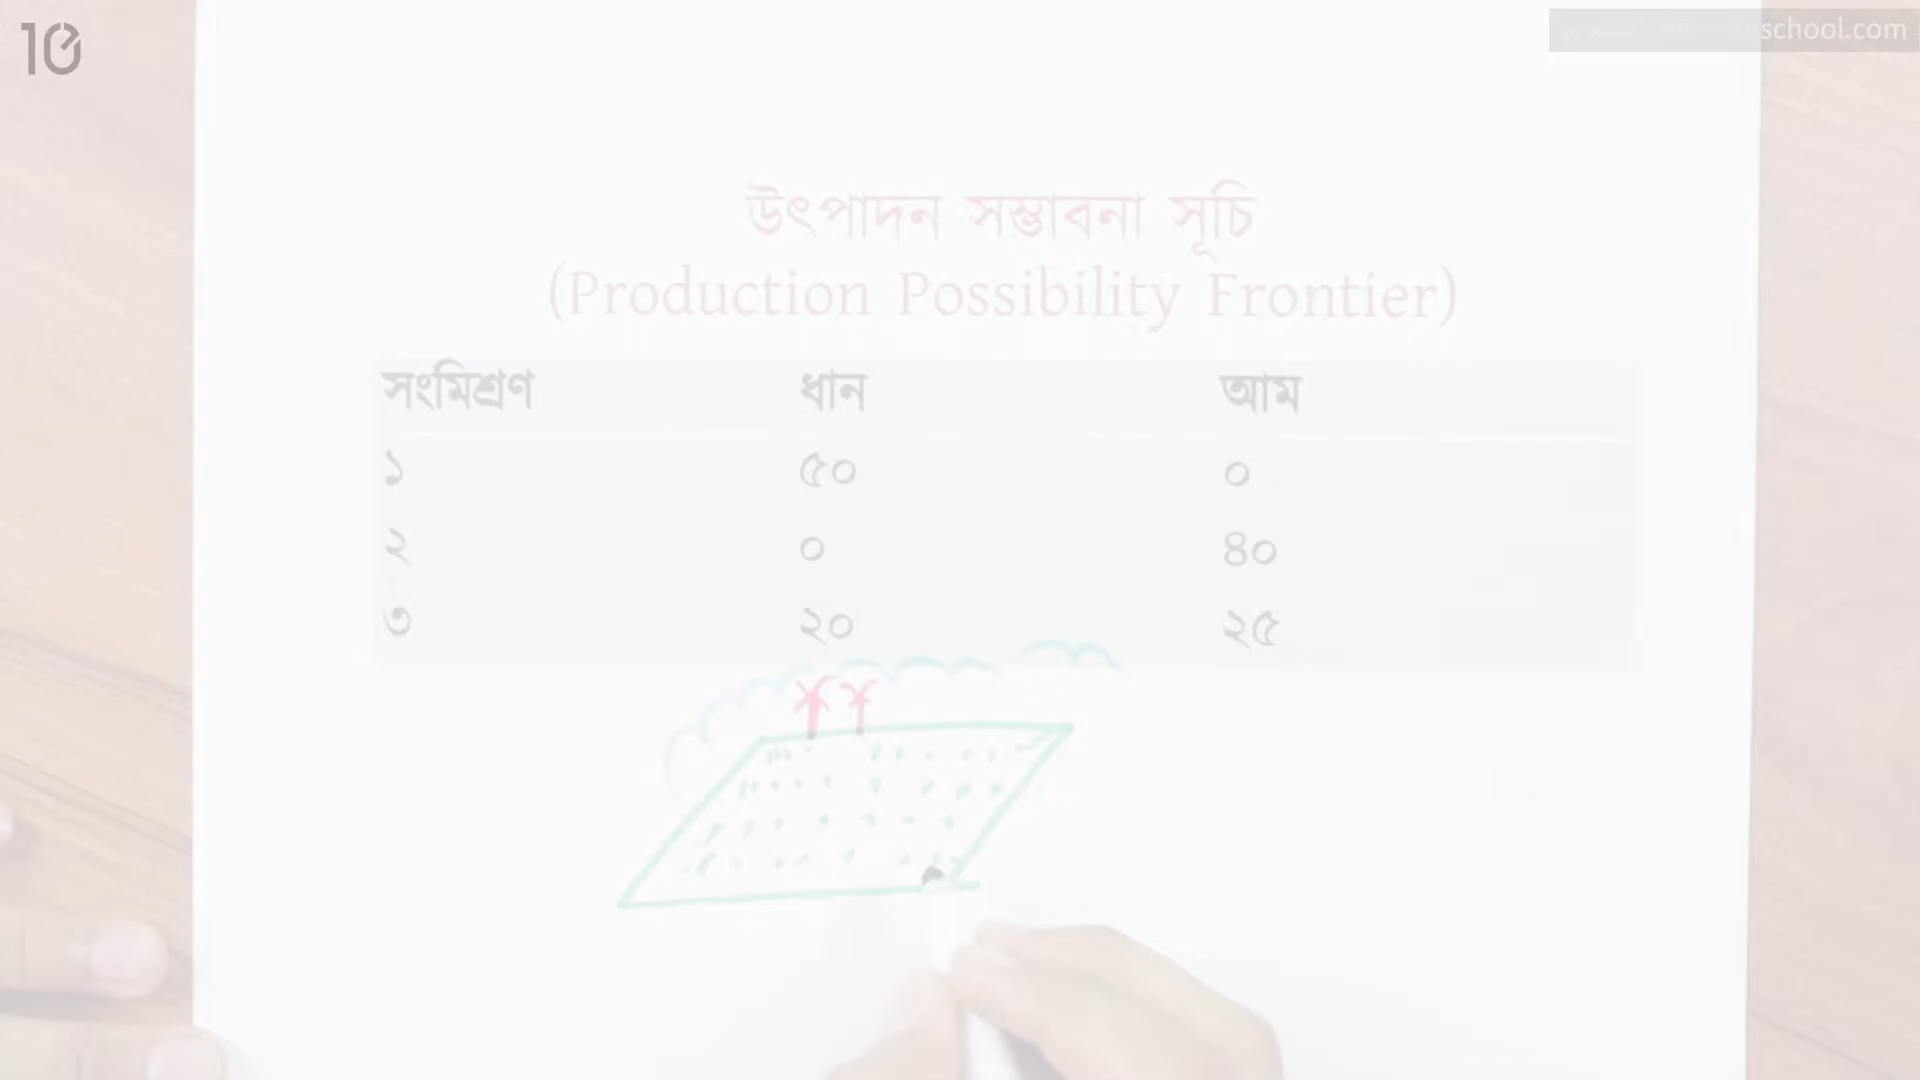 10
school.com
উৎপাদন সম্ভাবনা সূচি
(Production Possibility Frontier)
সংমিশ্রণ ধান আম
১ ৫০ ০
২ ০ ৪০
৩ ২০ ২৫